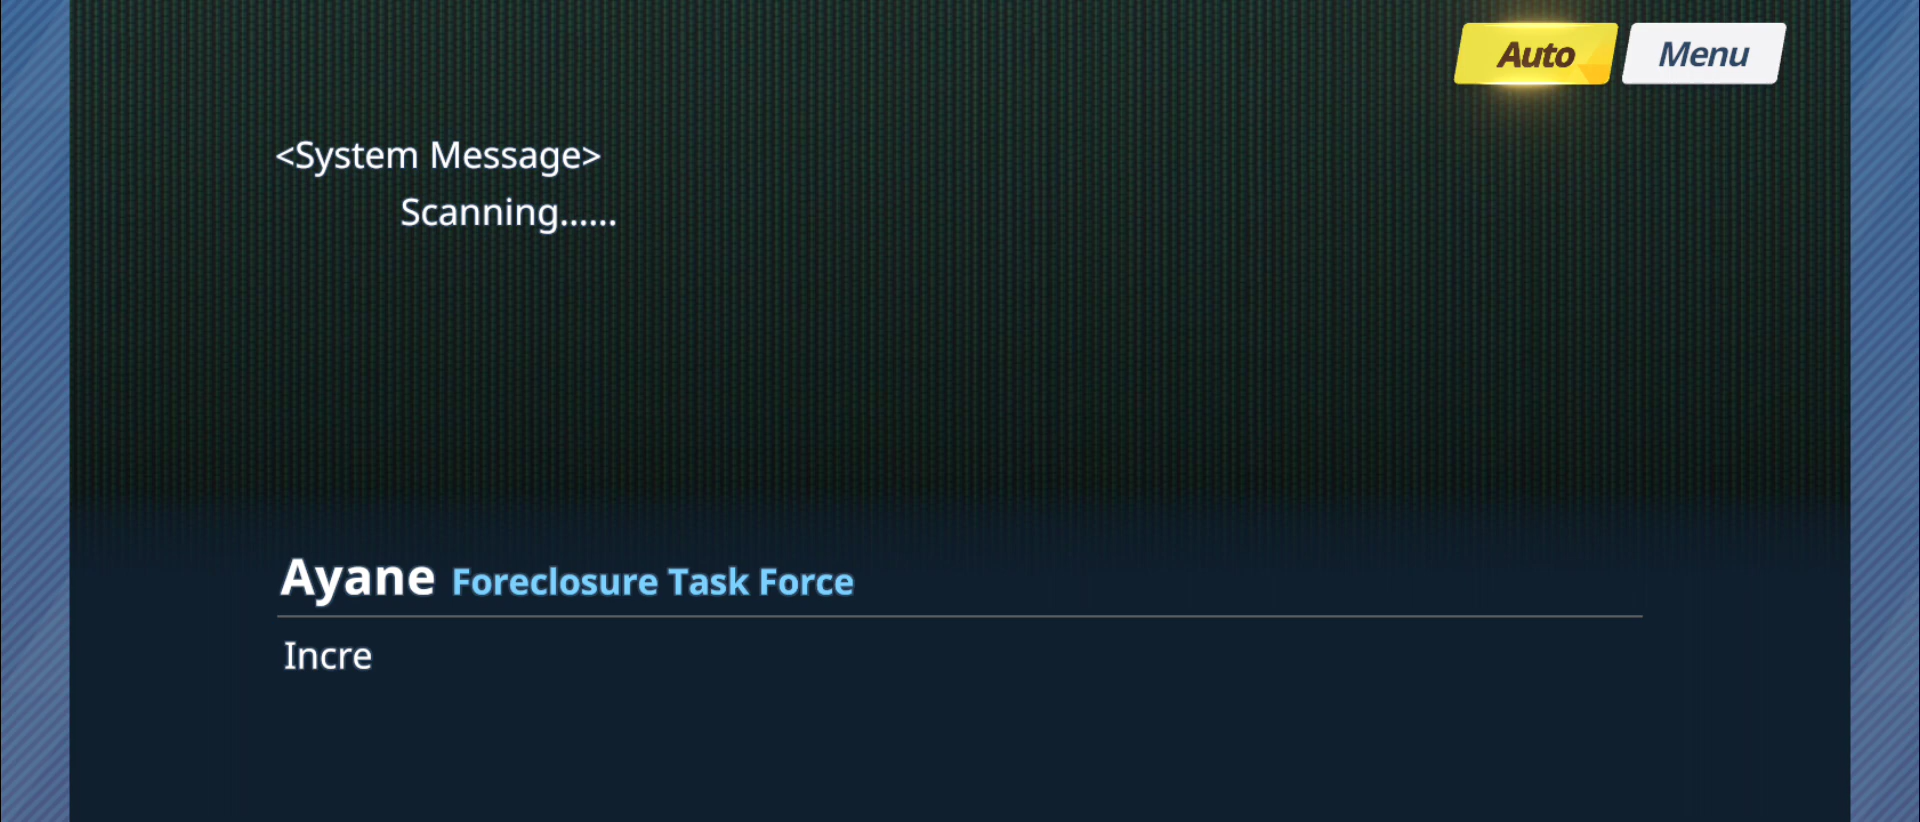 Auto Menu
<System Message>
Scanning......
Ayane Foreclosure Task Force
Incre